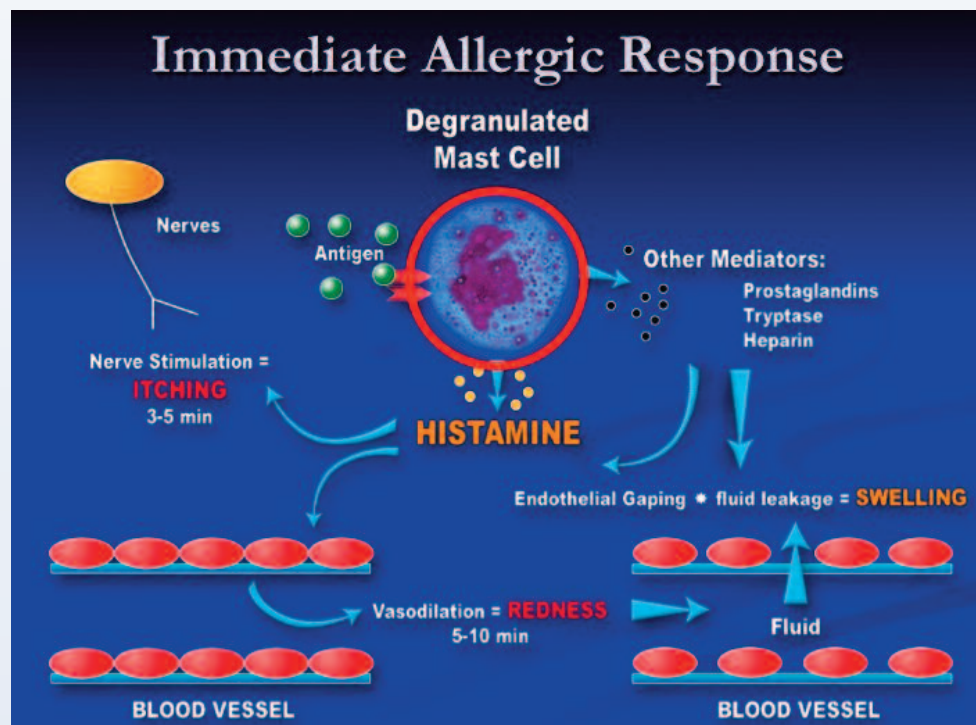 Immediate Allergic Response
Degranulated
Mast Cell
Nerves
Antigen
Other Mediators:
Prostaglandins
Tryptase
Heparin
Nerve Stimulation =
ITCHING
3-5 min
HISTAMINE
Endothelial Gaping * fluid leakage = SWELLING
Vasodilation = REDNESS
5-10 min
Fluid
BLOOD VESSEL
BLOOD VESSEL